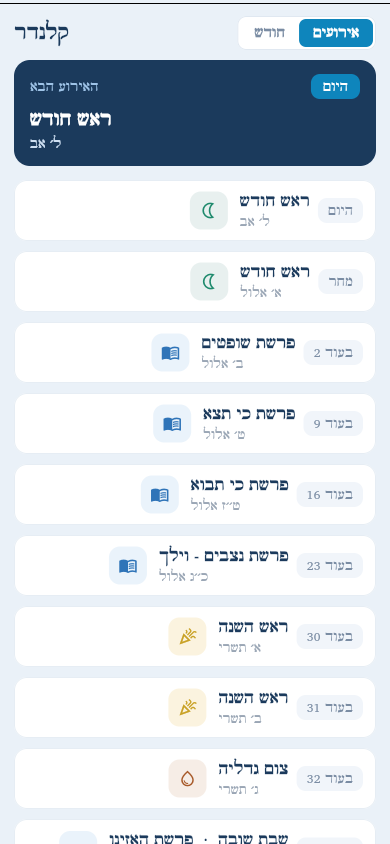 קלנדר
אירועים
חודש
היום
האירוע הבא
ראש חודש
ל׳ אב
היום
ראש חודש
ל׳ אב
מחר
ראש חודש
א׳ אלול
בעוד 2
פרשת שופטים
ב׳ אלול
בעוד 9
פרשת כי תצא
ט׳ אלול
בעוד 16
פרשת כי תבוא
ט״ז אלול
בעוד 23
פרשת נצבים - וילך
כ״ג אלול
בעוד 30
ראש השנה
א׳ תשרי
בעוד 31
ראש השנה
ב׳ תשרי
בעוד 32
צום גדליה
ג׳ תשרי
שבת שובה · פרשת האזינו